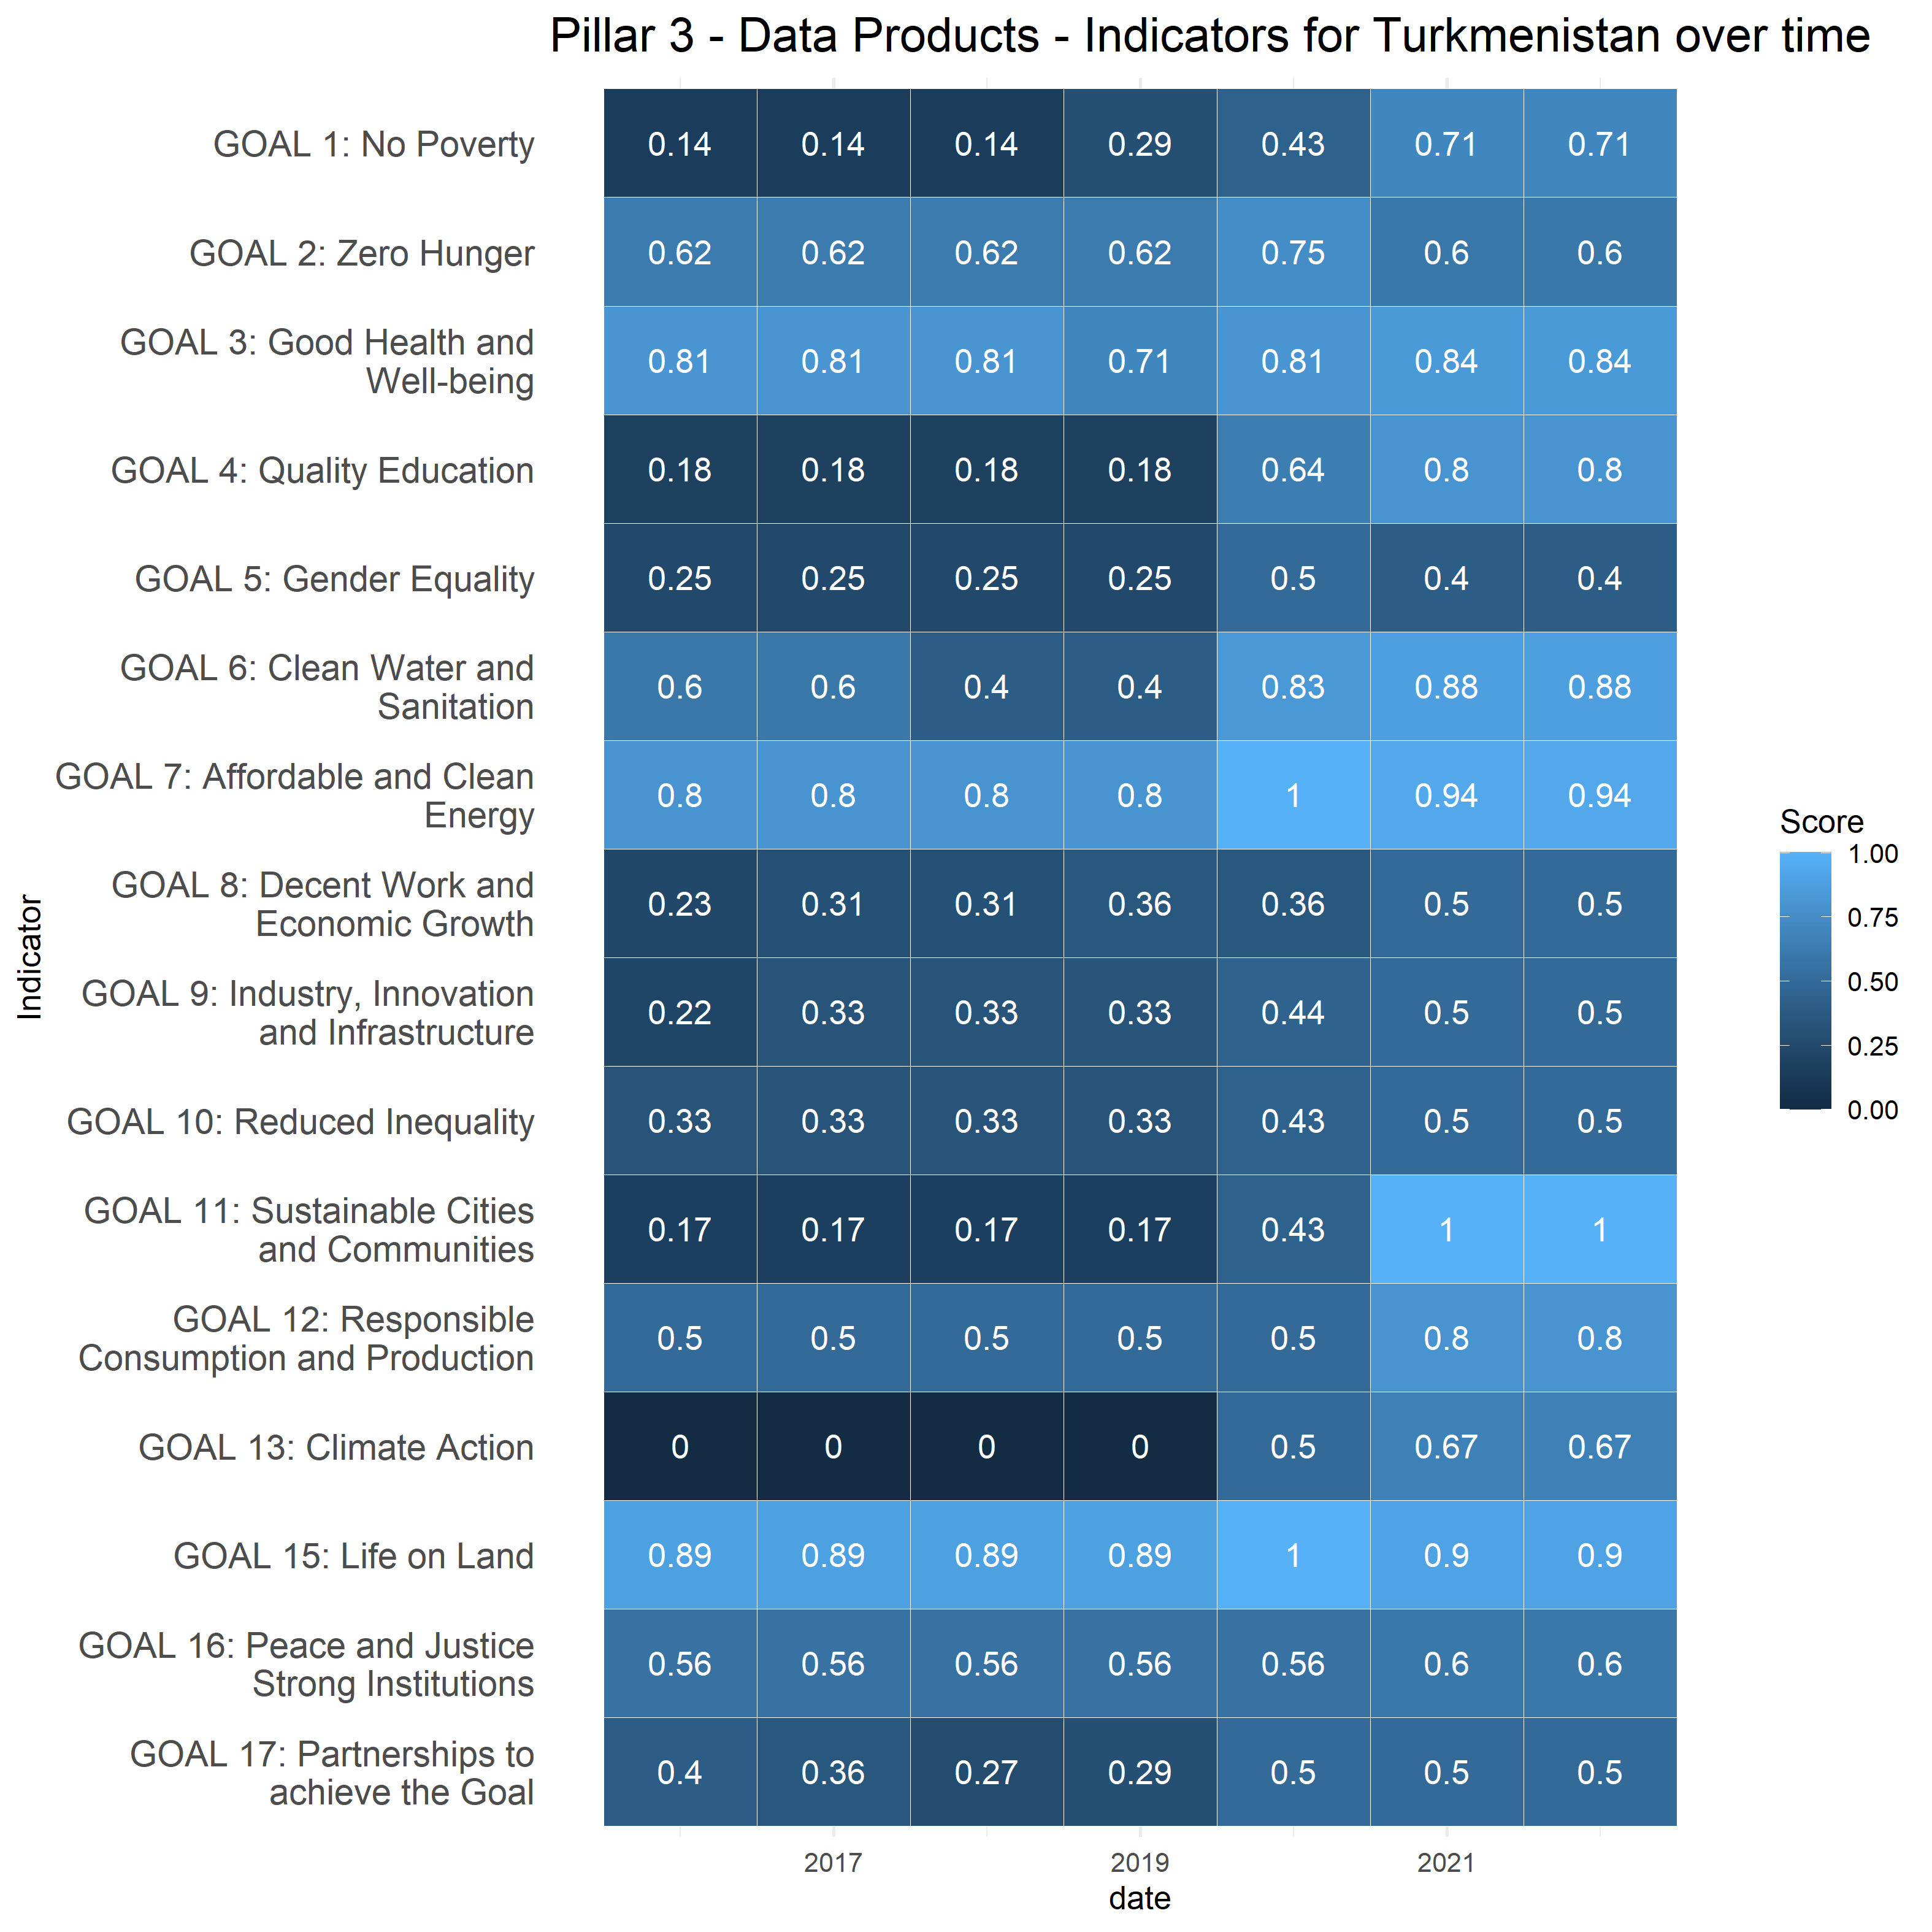 Pillar 3 - Data Products - Indicators for Turkmenistan over time
GOAL 1: No Poverty
0.14 0.14 0.14 0.29 0.43 0.71 0.71
GOAL 2: Zero Hunger
0.62 0.62 0.62 0.62 0.75 0.6 0.6
GOAL 3: Good Health and
Well-being
0.81 0.81 0.81 0.71 0.81 0.84 0.84
GOAL 4: Quality Education
0.18 0.18 0.18 0.18 0.64 0.8 0.8
GOAL 5: Gender Equality
0.25 0.25 0.25 0.25 0.5 0.4 0.4
GOAL 6: Clean Water and
Sanitation
0.6 0.6 0.4 0.4 0.83 0.88 0.88
GOAL 7: Affordable and Clean
Energy
0.8 0.8 0.8 0.8 1 0.94 0.94
GOAL 8: Decent Work and
Economic Growth
0.23 0.31 0.31 0.36 0.36 0.5 0.5
GOAL 9: Industry, Innovation
and Infrastructure
0.22 0.33 0.33 0.33 0.44 0.5 0.5
GOAL 10: Reduced Inequality
0.33 0.33 0.33 0.33 0.43 0.5 0.5
GOAL 11: Sustainable Cities
and Communities
0.17 0.17 0.17 0.17 0.43 1 1
GOAL 12: Responsible
Consumption and Production
0.5 0.5 0.5 0.5 0.5 0.8 0.8
GOAL 13: Climate Action
0 0 0 0 0.5 0.67 0.67
GOAL 15: Life on Land
0.89 0.89 0.89 0.89 1 0.9 0.9
GOAL 16: Peace and Justice
Strong Institutions
0.56 0.56 0.56 0.56 0.56 0.6 0.6
GOAL 17: Partnerships to
achieve the Goal
0.4 0.36 0.27 0.29 0.5 0.5 0.5
2017 2019 2021
date
Indicator
Score
1.00
0.75
0.50
0.25
0.00